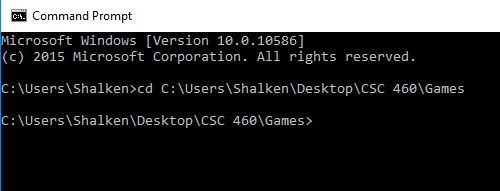 Command Prompt
Microsoft Windows [Version 10.0.10586]
(c) 2015 Microsoft Corporation. All rights reserved.
C:\Users\Shalken>cd C:\Users\Shalken\Desktop\CSC 460\Games
C:\Users\Shalken\Desktop\CSC 460\Games>